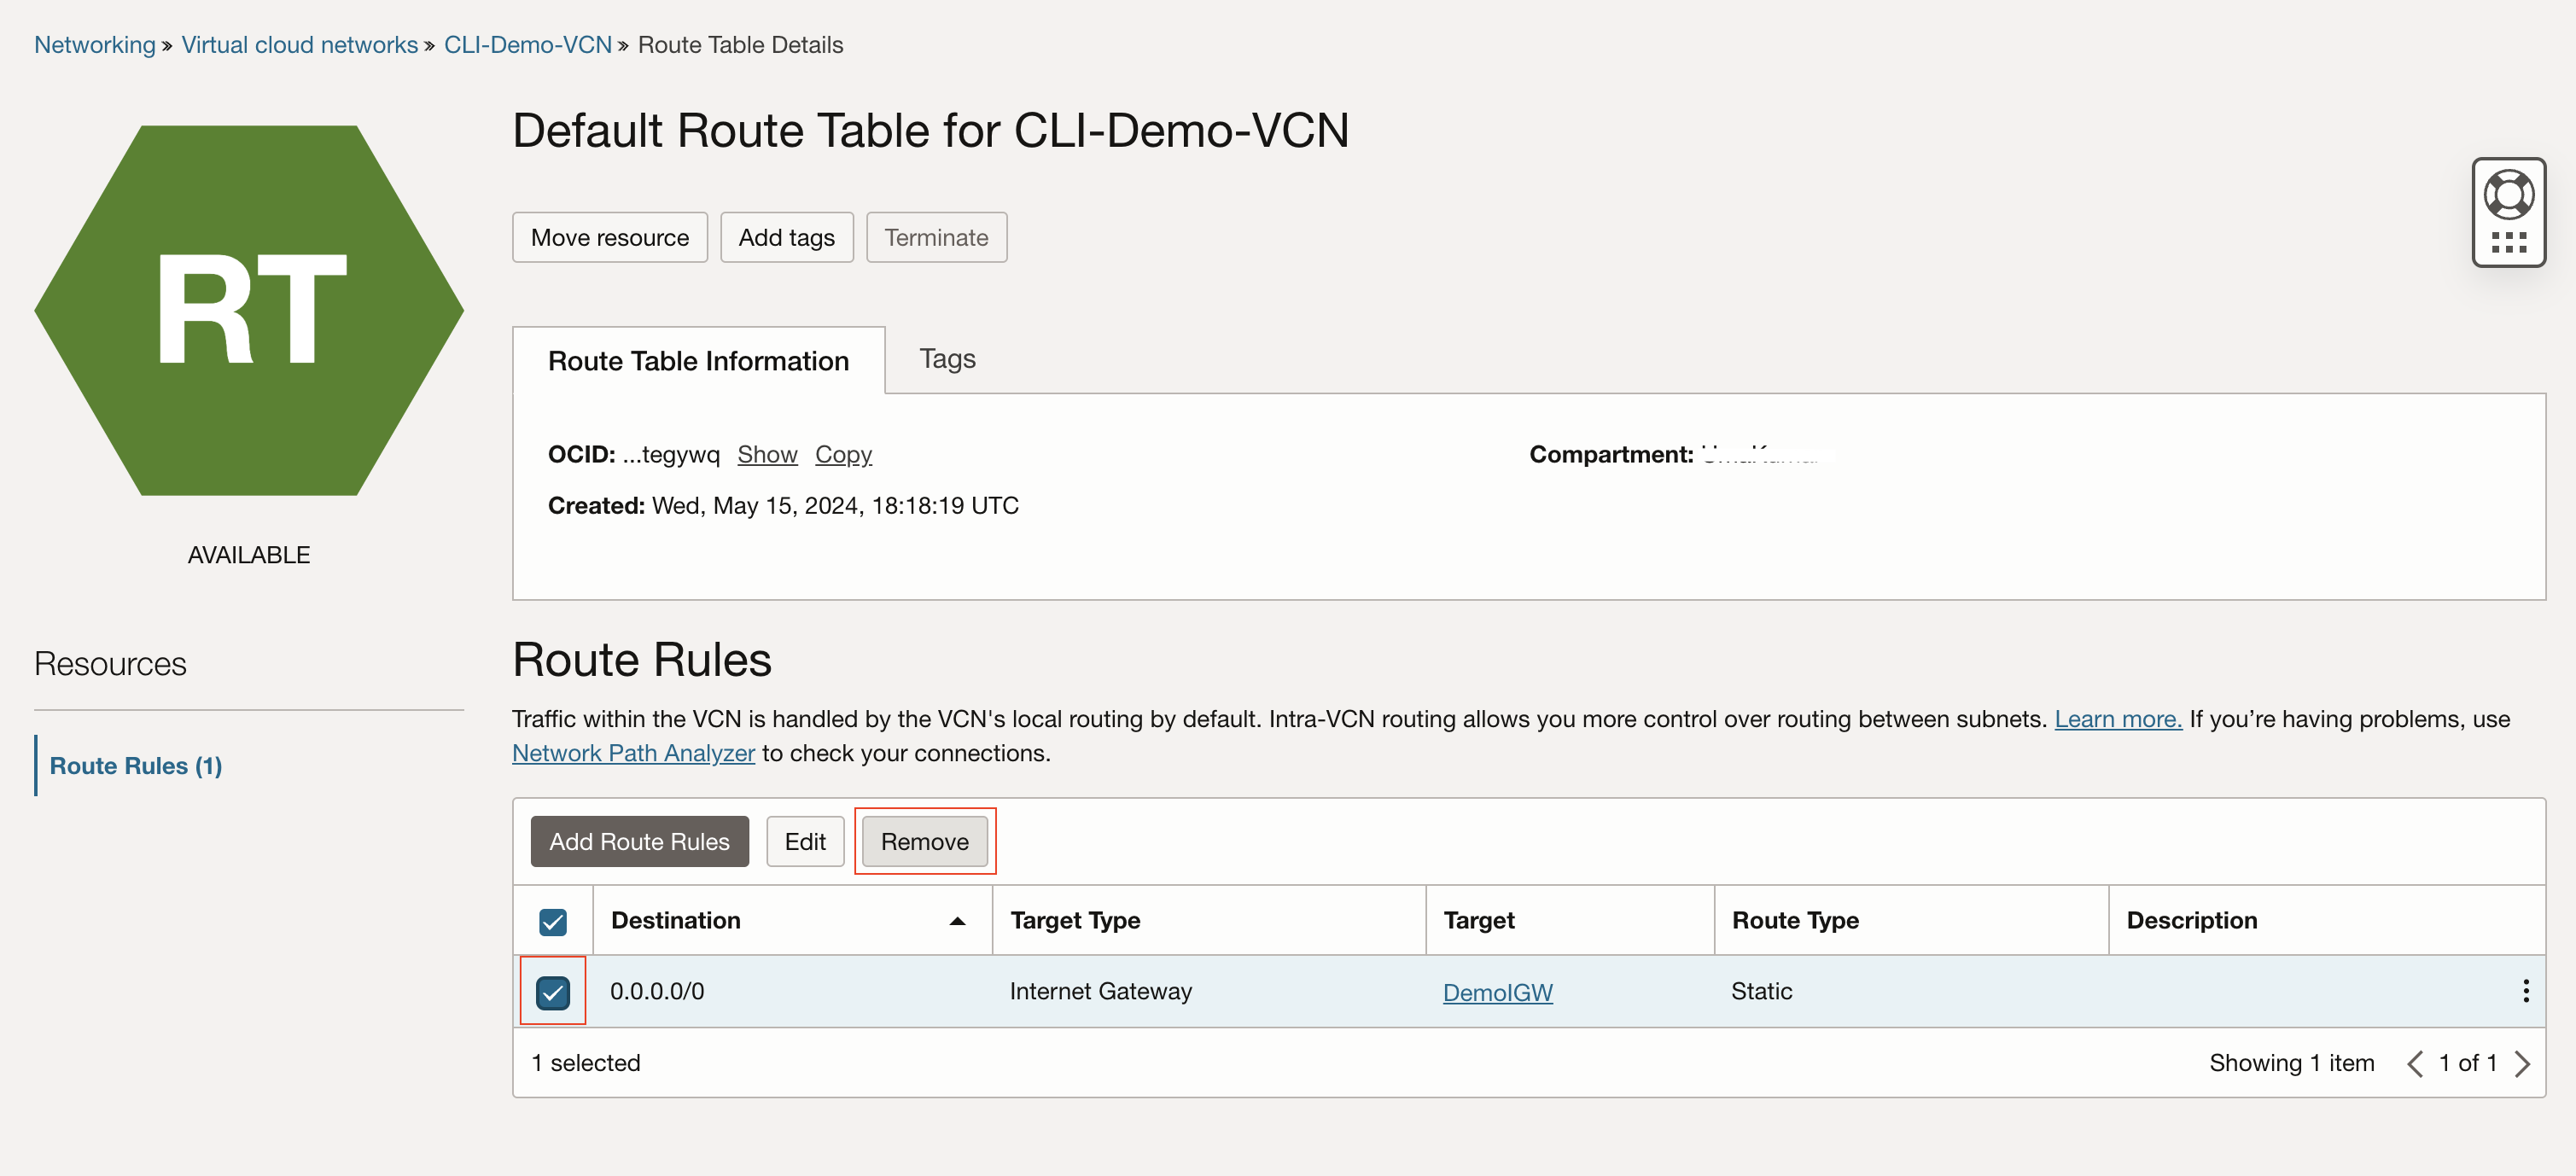 Networking » Virtual cloud networks » CLI-Demo-VCN » Route Table Details
RT
AVAILABLE
Default Route Table for CLI-Demo-VCN
Move resource Add tags Terminate
Route Table Information Tags
OCID: ...tegywq Show Copy
Compartment:
Created: Wed, May 15, 2024, 18:18:19 UTC
Resources
Route Rules (1)
Route Rules
Traffic within the VCN is handled by the VCN's local routing by default. Intra-VCN routing allows you more control over routing between subnets. Learn more. If you’re having problems, use
Network Path Analyzer to check your connections.
Add Route Rules Edit Remove
Destination Target Type Target Route Type Description
0.0.0.0/0 Internet Gateway DemoIGW Static
1 selected Showing 1 item 1 of 1